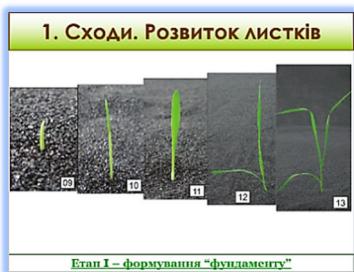 1. Сходи. Розвиток листків
09
10
11
12
13
Етап I – формування “фундаменту”